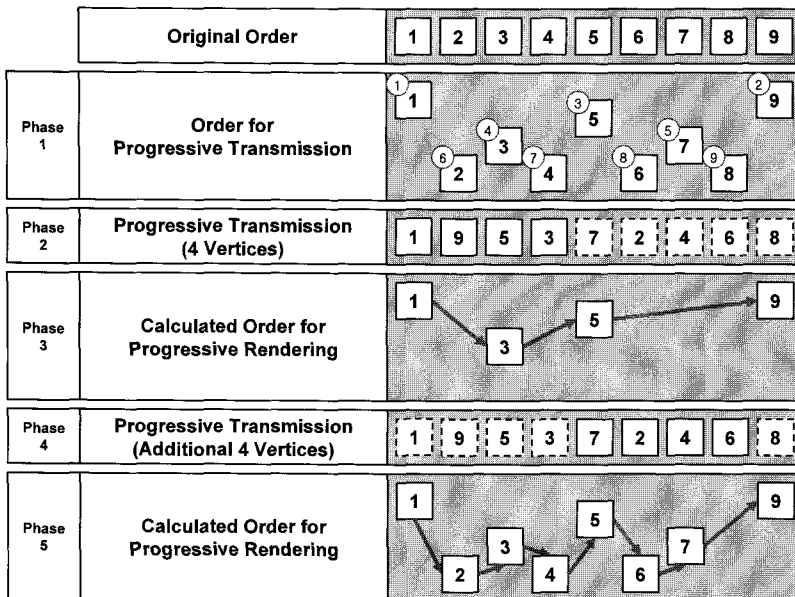 Original Order 1 2 3 4 5 6 7 8 9
Phase 1
Order for
Progressive Transmission
1 1
2 9
3 5
4 3
5 7
6 2
7 4
8 6
9 8
Phase 2
Progressive Transmission
(4 Vertices)
1 9 5 3 7 2 4 6 8
Phase 3
Calculated Order for
Progressive Rendering
1 3 5 9
Phase 4
Progressive Transmission
(Additional 4 Vertices)
1 9 5 3 7 2 4 6 8
Phase 5
Calculated Order for
Progressive Rendering
1 2 3 4 5 6 7 9